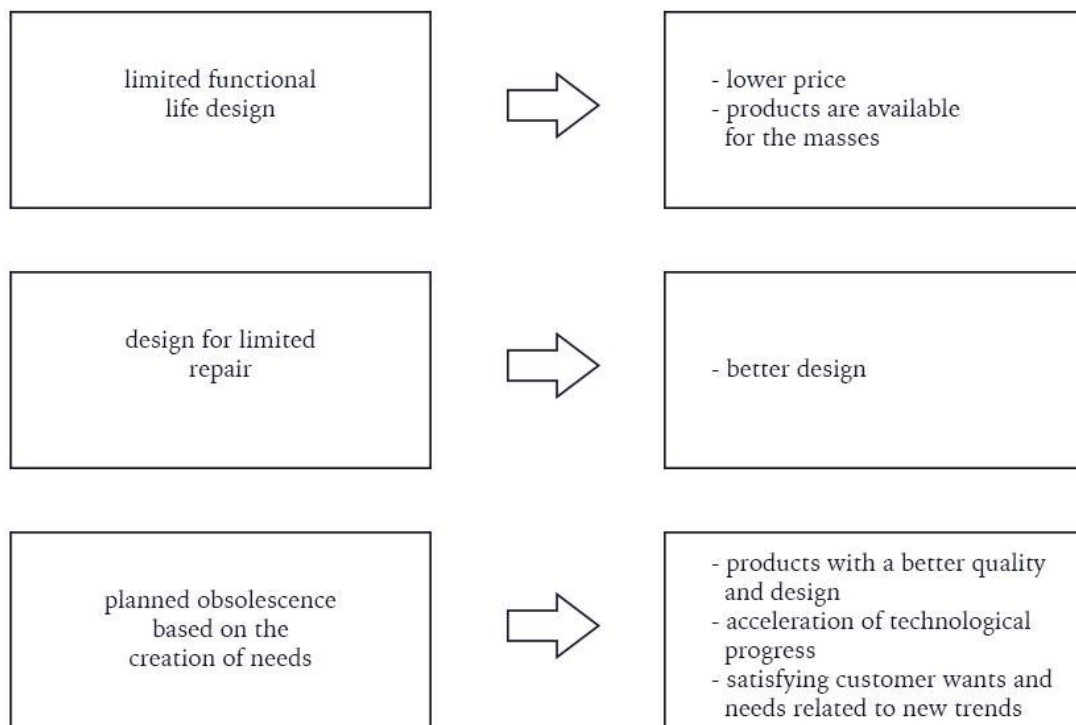 limited functional
life design
- lower price
- products are available
for the masses
design for limited
repair
- better design
planned obsolescence
based on the
creation of needs
- products with a better quality
and design
- acceleration of technological
progress
- satisfying customer wants and
needs related to new trends